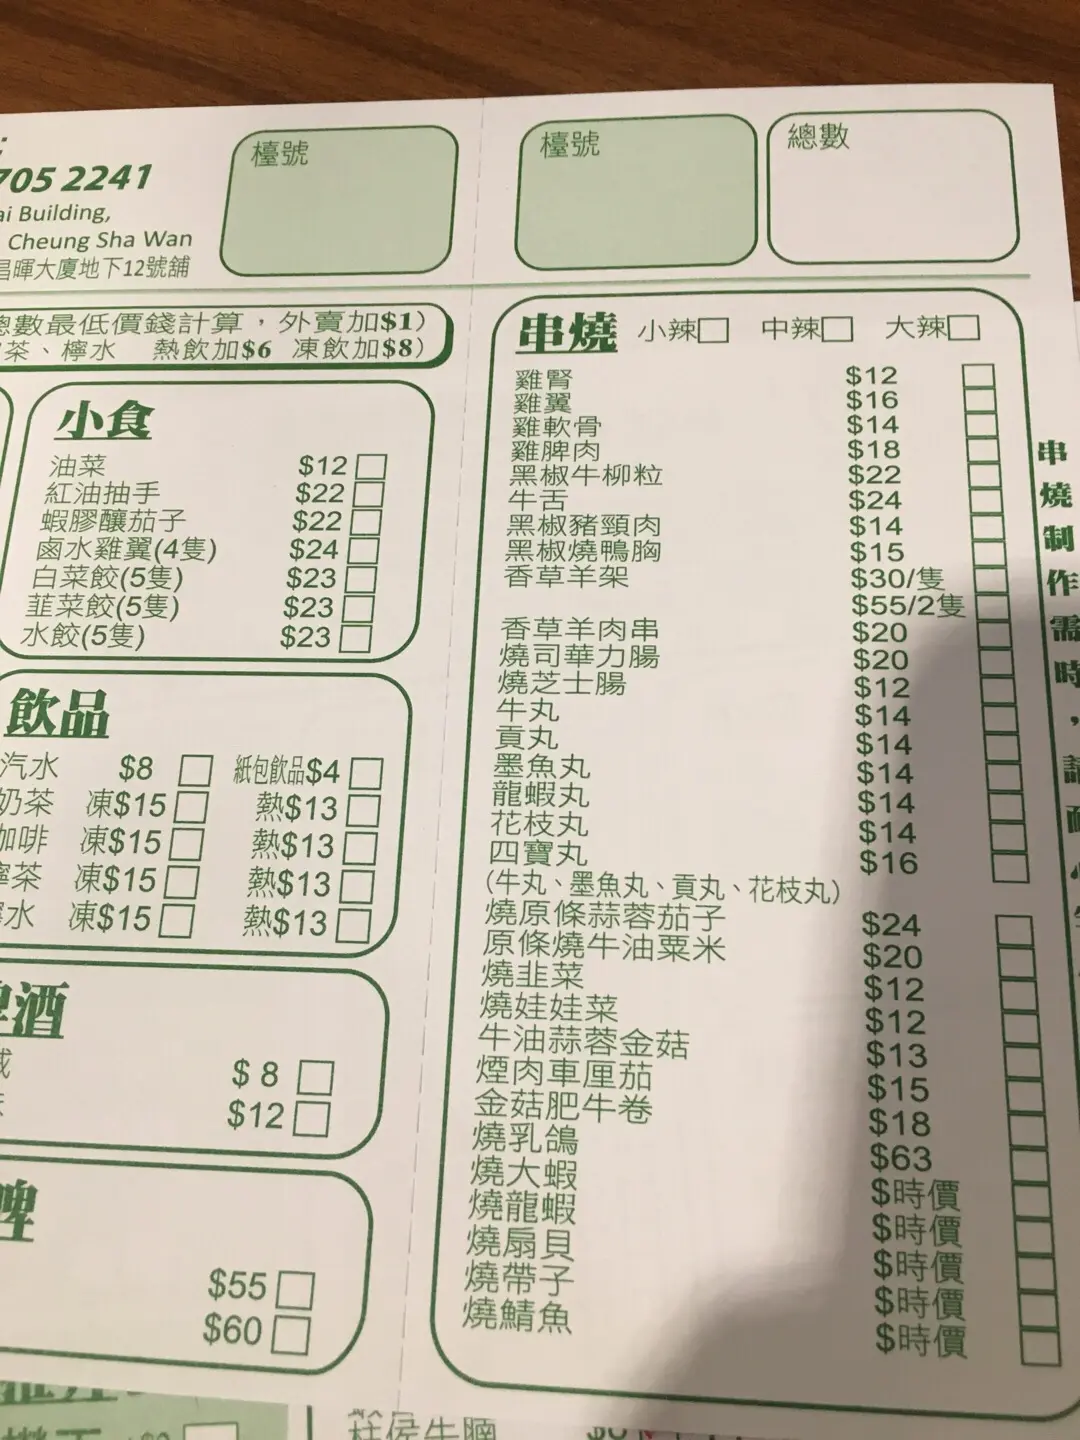 705 2241
ai Building,
Cheung Sha Wan
昌暉大廈地下12號舖
檯號
檯號
總數
總數最低價錢計算，外賣加$1)
茶、檸水 熱飲加$6 凍飲加$8)
小食
油菜 $12
紅油抽手 $22
蝦膠釀茄子 $22
鹵水雞翼(4隻) $24
白菜餃(5隻) $23
韮菜餃(5隻) $23
水餃(5隻) $23
飲品
汽水 $8 紙包飲品$4
奶茶 凍$15 熱$13
咖啡 凍$15 熱$13
茶 凍$15 熱$13
水 凍$15 熱$13
啤酒
$8
$12
啤
$55
$60
串燒 小辣 中辣 大辣
雞腎 $12
雞翼 $16
雞軟骨 $14
雞脾肉 $18
黑椒牛柳粒 $22
牛舌 $24
黑椒豬頸肉 $14
黑椒燒鴨胸 $15
香草羊架 $30/隻
$55/2隻
香草羊肉串 $20
燒司華力腸 $20
燒芝士腸 $12
牛丸 $14
貢丸 $14
墨魚丸 $14
龍蝦丸 $14
花枝丸 $14
四寶丸 $16
(牛丸、墨魚丸、貢丸、花枝丸)
燒原條蒜蓉茄子 $24
原條燒牛油粟米 $20
燒韭菜 $12
燒娃娃菜 $12
牛油蒜蓉金菇 $13
煙肉車厘茄 $15
金菇肥牛卷 $18
燒乳鴿 $63
燒大蝦 $時價
燒龍蝦 $時價
燒扇貝 $時價
燒帶子 $時價
燒鯖魚 $時價
串燒制作需時，請耐心
柱侯牛腩